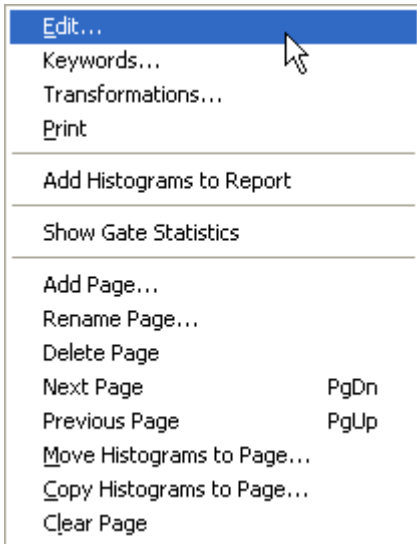 Edit...
Keywords...
Transformations...
Print
Add Histograms to Report
Show Gate Statistics
Add Page...
Rename Page...
Delete Page
Next Page PgDn
Previous Page PgUp
Move Histograms to Page...
Copy Histograms to Page...
Clear Page